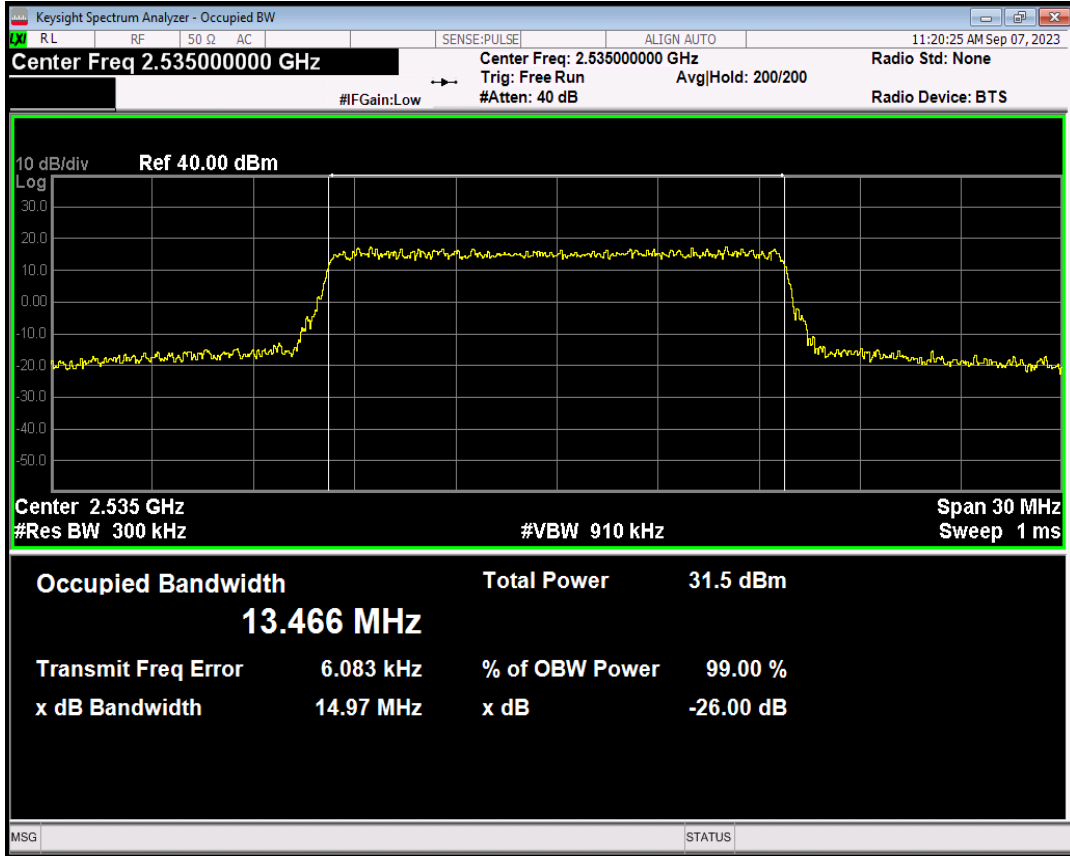 Keysight Spectrum Analyzer - Occupied BW
LXI RL RF 50 Ω AC SENSE:PULSE ALIGN AUTO 11:20:25 AM Sep 07, 2023
Center Freq 2.535000000 GHz Center Freq: 2.535000000 GHz Radio Std: None
Trig: Free Run Avg|Hold: 200/200
#IFGain:Low #Atten: 40 dB Radio Device: BTS
10 dB/div Ref 40.00 dBm
Log
30.0
20.0
10.0
0.00
-10.0
-20.0
-30.0
-40.0
-50.0
Center 2.535 GHz Span 30 MHz
#Res BW 300 kHz #VBW 910 kHz Sweep 1 ms
Occupied Bandwidth Total Power 31.5 dBm
13.466 MHz
Transmit Freq Error 6.083 kHz % of OBW Power 99.00 %
x dB Bandwidth 14.97 MHz x dB -26.00 dB
MSG STATUS